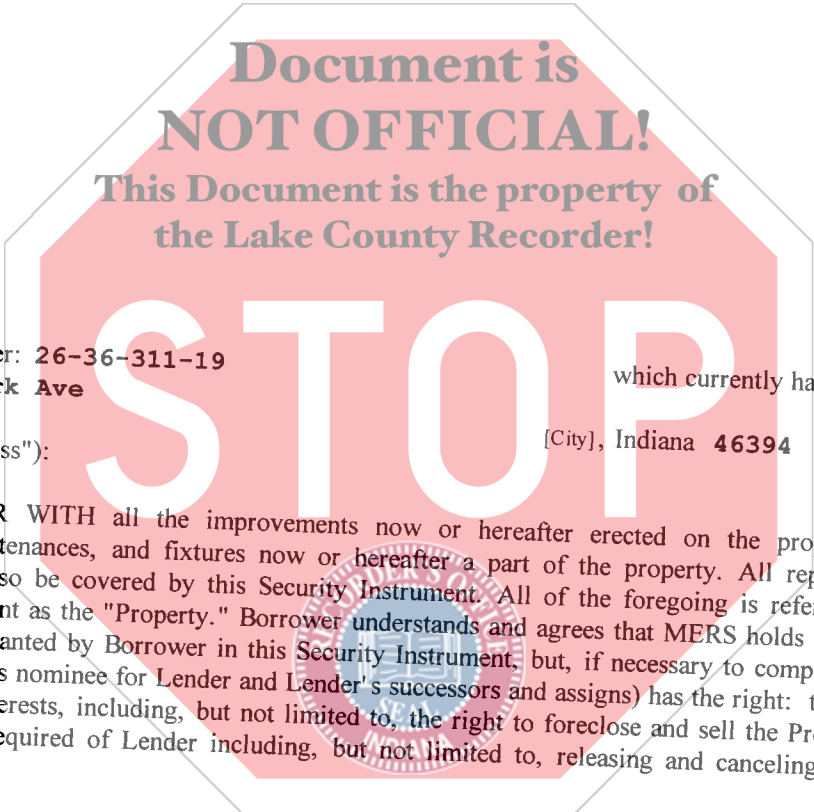 Document is
NOT OFFICIAL!
This Document is the property of
the Lake County Recorder!
STOP
er: 26-36-311-19
which currently ha
rk Ave
[City], Indiana 46394
ss"):
R WITH all the improvements now or hereafter erected on the pro
tenances, and fixtures now or hereafter a part of the property. All rep
so be covered by this Security Instrument. All of the foregoing is refer
nt as the "Property." Borrower understands and agrees that MERS holds
anted by Borrower in this Security Instrument, but, if necessary to comp
s nominee for Lender and Lender's successors and assigns) has the right: t
erests, including, but not limited to, the right to foreclose and sell the Pro
equired of Lender including, but not limited to, releasing and canceling
RECORDER'S OFFICE
SEAL
INDIANA